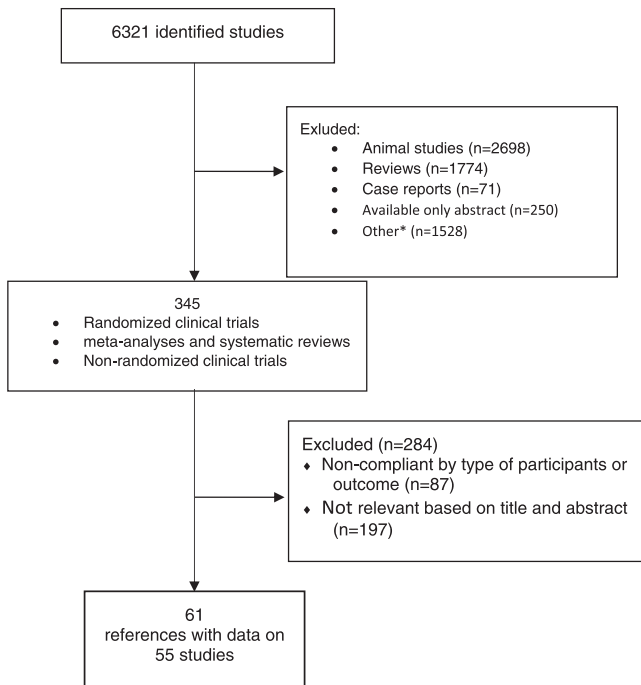 6321 identified studies
Exluded:
• Animal studies (n=2698)
• Reviews (n=1774)
• Case reports (n=71)
• Available only abstract (n=250)
• Other* (n=1528)
345
• Randomized clinical trials
• meta-analyses and systematic reviews
• Non-randomized clinical trials
Excluded (n=284)
♦ Non-compliant by type of participants or
outcome (n=87)
♦ Not relevant based on title and abstract
(n=197)
61
references with data on
55 studies